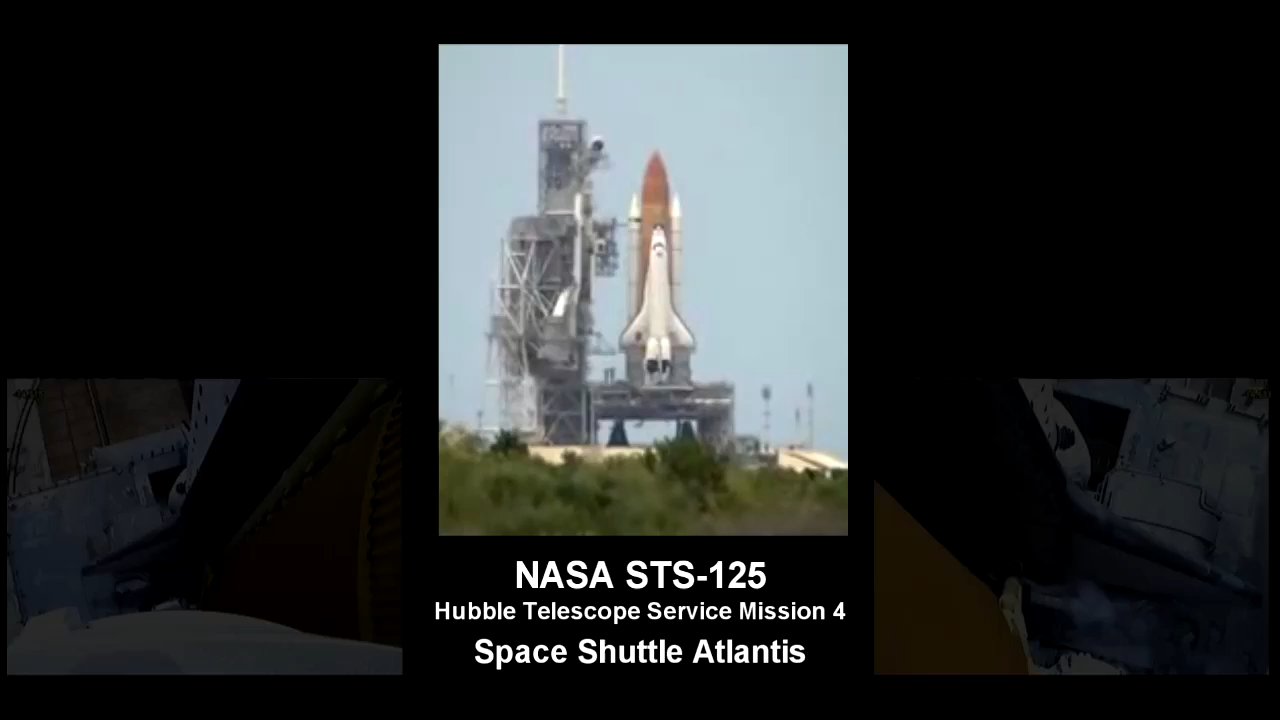 NASA STS-125
Hubble Telescope Service Mission 4
Space Shuttle Atlantis